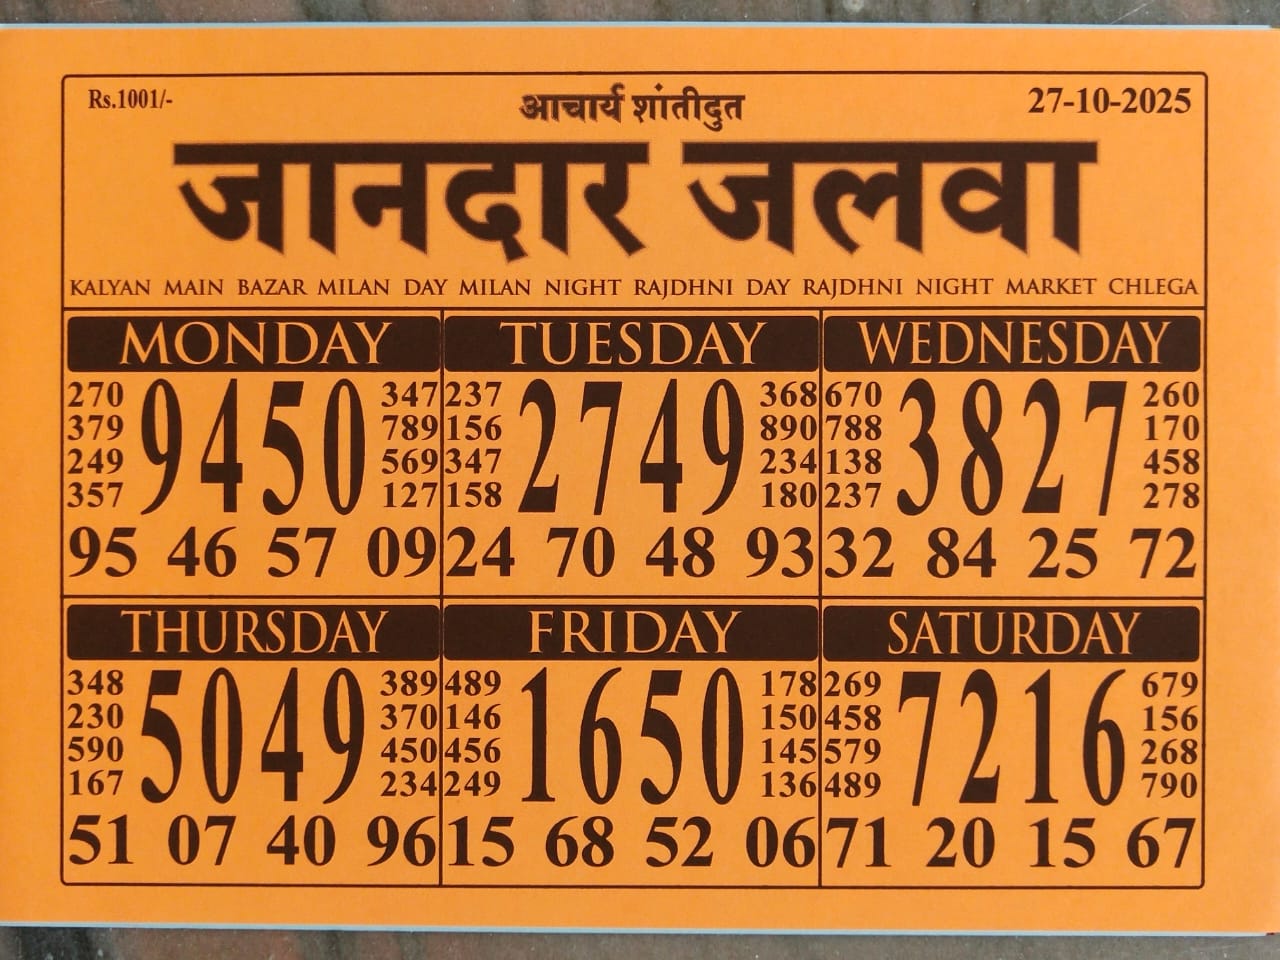 Rs.1001/-
आचार्य शांतीदुत
27-10-2025
जानदार जलवा
KALYAN MAIN BAZAR MILAN DAY MILAN NIGHT RAJDHNI DAY RAJDHNI NIGHT MARKET CHLEGA
MONDAY
270 347
379 789
249 569
357 127
9450
95 46 57 09
TUESDAY
237 368
156 890
347 234
158 180
2749
24 70 48 93
WEDNESDAY
670 260
788 170
138 458
237 278
3827
32 84 25 72
THURSDAY
348 389
230 370
590 450
167 234
5049
51 07 40 96
FRIDAY
489 178
146 150
456 145
249 136
1650
15 68 52 06
SATURDAY
269 679
458 156
579 268
489 790
7216
71 20 15 67